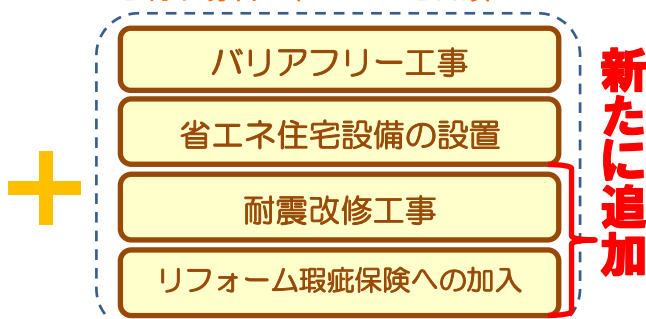 バリアフリー工事
省エネ住宅設備の設置
耐震改修工事
リフォーム瑕疵保険への加入
新たに追加